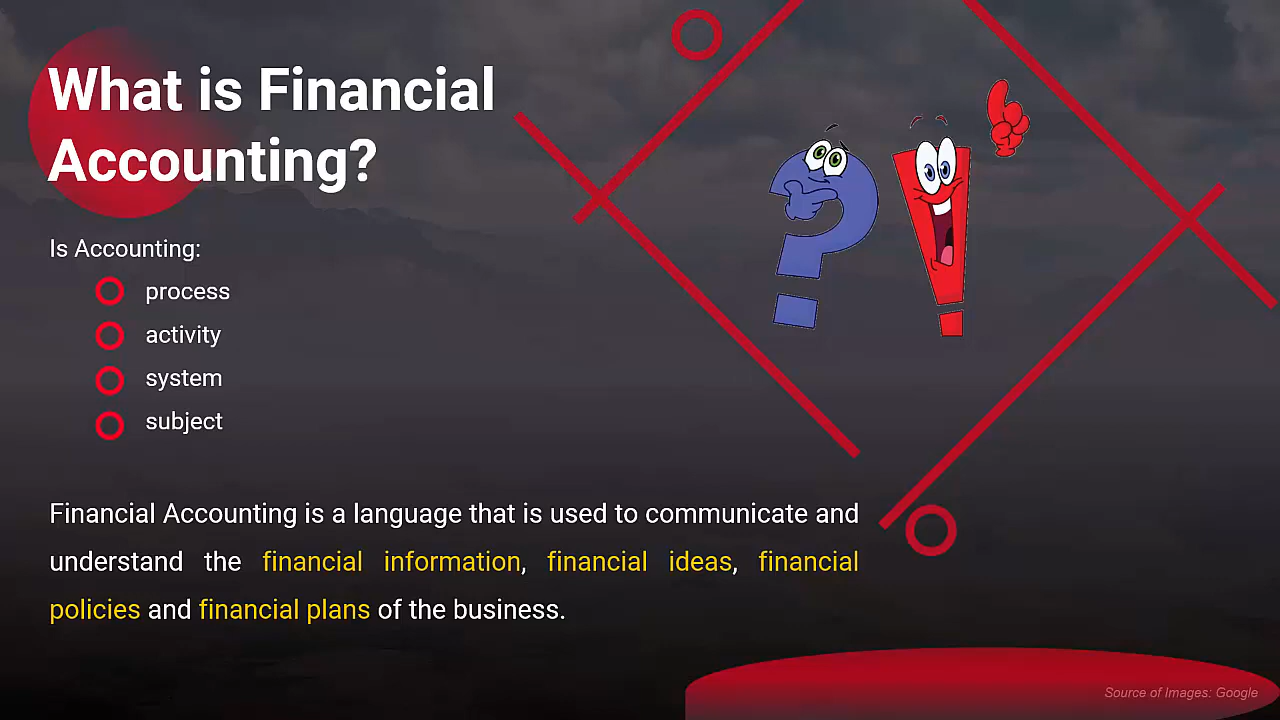 What is Financial
Accounting?
Is Accounting:
process
activity
system
subject
Financial Accounting is a language that is used to communicate and
understand the financial information, financial ideas, financial
policies and financial plans of the business.
Source of Images: Google